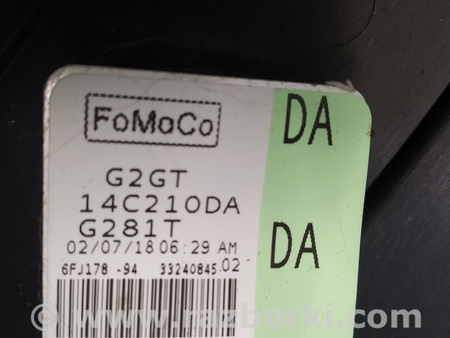 FoMoCo
DA
G2GT
14C210DA
G281T
DA
02/07/18 06:29 AM
6FJ178 -94 33240845.02
© www.razborki.com